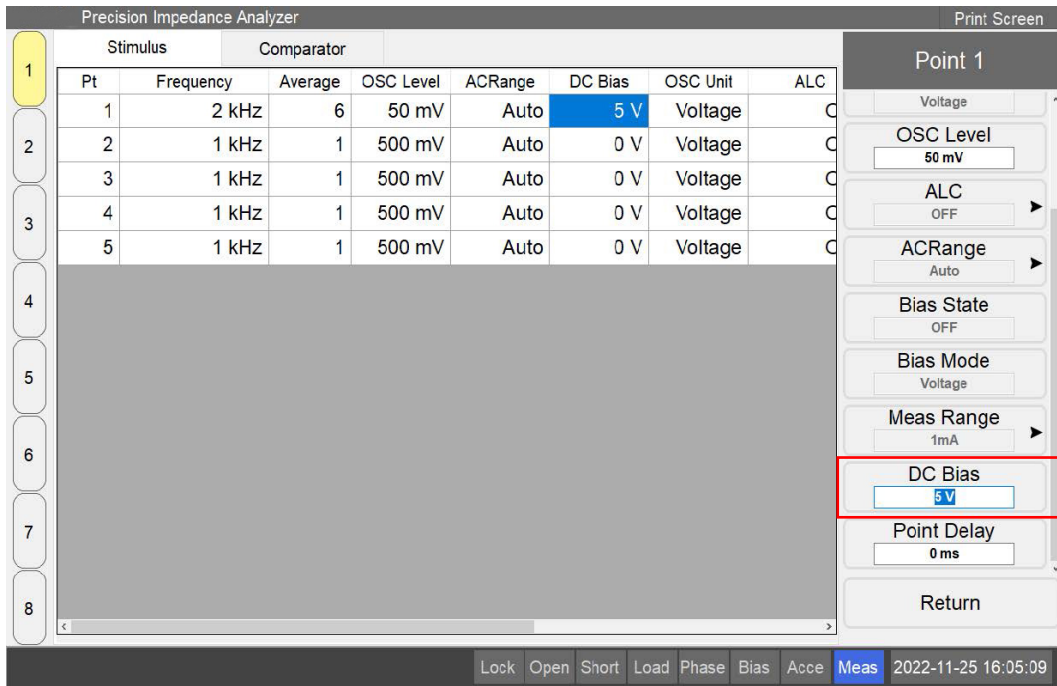 Precision Impedance Analyzer Print Screen
Stimulus Comparator
Point 1
Pt Frequency Average OSC Level ACRange DC Bias OSC Unit ALC
1 2 kHz 6 50 mV Auto 5 V Voltage
2 1 kHz 1 500 mV Auto 0 V Voltage
3 1 kHz 1 500 mV Auto 0 V Voltage
4 1 kHz 1 500 mV Auto 0 V Voltage
5 1 kHz 1 500 mV Auto 0 V Voltage
1
2
3
4
5
6
7
8
Voltage
OSC Level
50 mV
ALC
OFF
ACRange
Auto
Bias State
OFF
Bias Mode
Voltage
Meas Range
1mA
DC Bias
5 V
Point Delay
0 ms
Return
Lock Open Short Load Phase Bias Acce Meas 2022-11-25 16:05:09